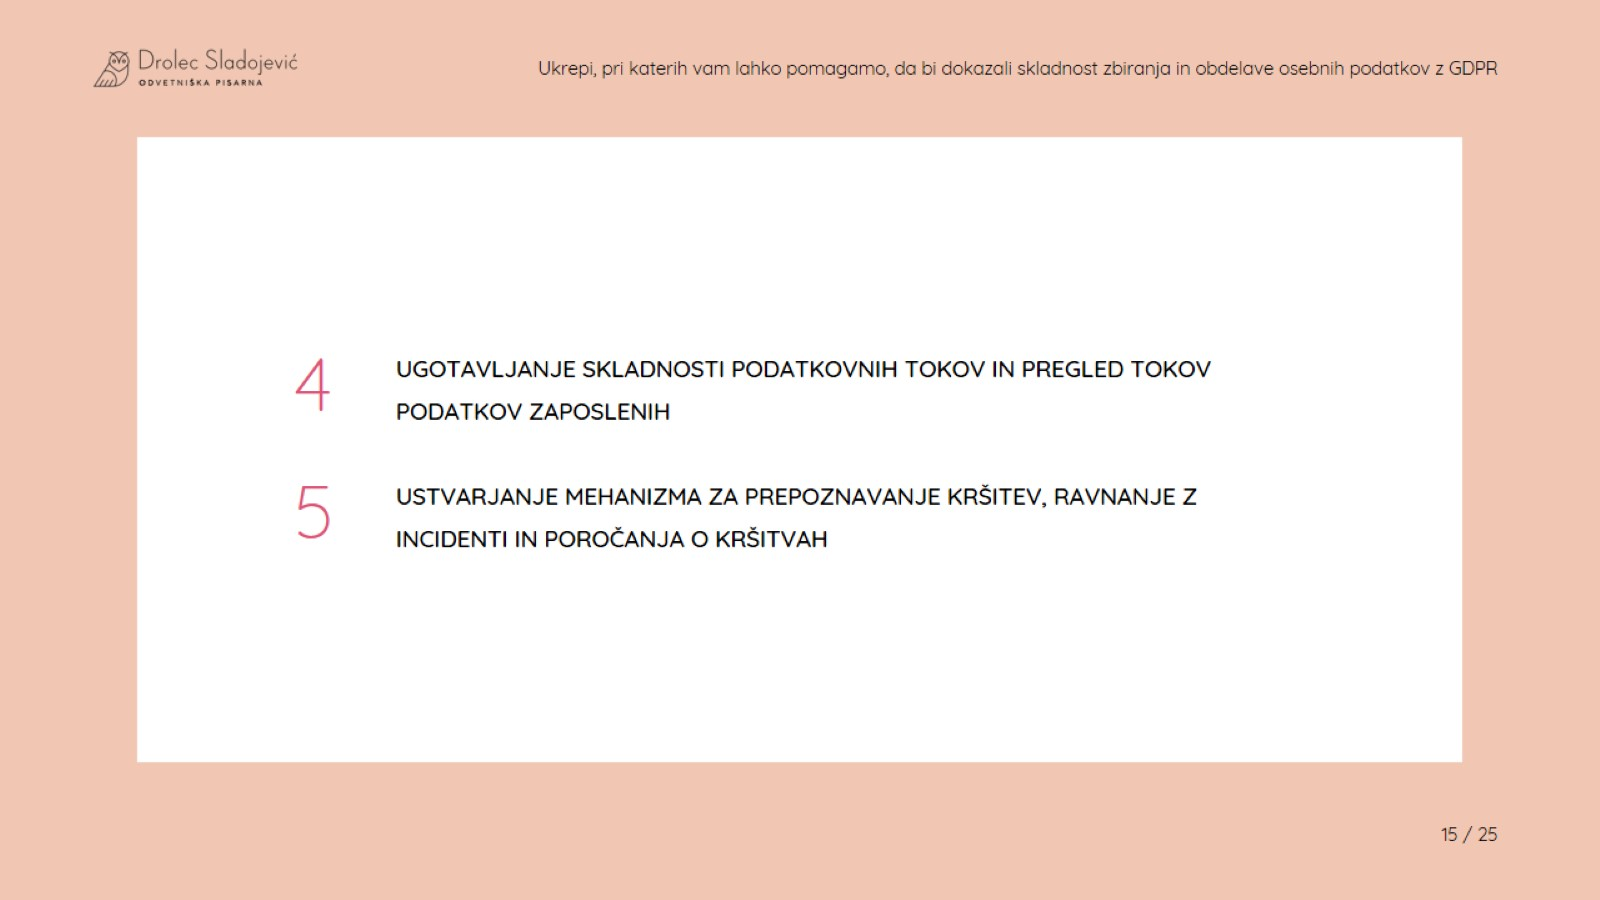 Drolec Sladojević
ODVETNIŠKA PISARNA
Ukrepi, pri katerih vam lahko pomagamo, da bi dokazali skladnost zbiranja in obdelave osebnih podatkov z GDPR
4
UGOTAVLJANJE SKLADNOSTI PODATKOVNIH TOKOV IN PREGLED TOKOV
PODATKOV ZAPOSLENIH
5
USTVARJANJE MEHANIZMA ZA PREPOZNAVANJE KRŠITEV, RAVNANJE Z
INCIDENTI IN POROČANJA O KRŠITVAH
15 / 25